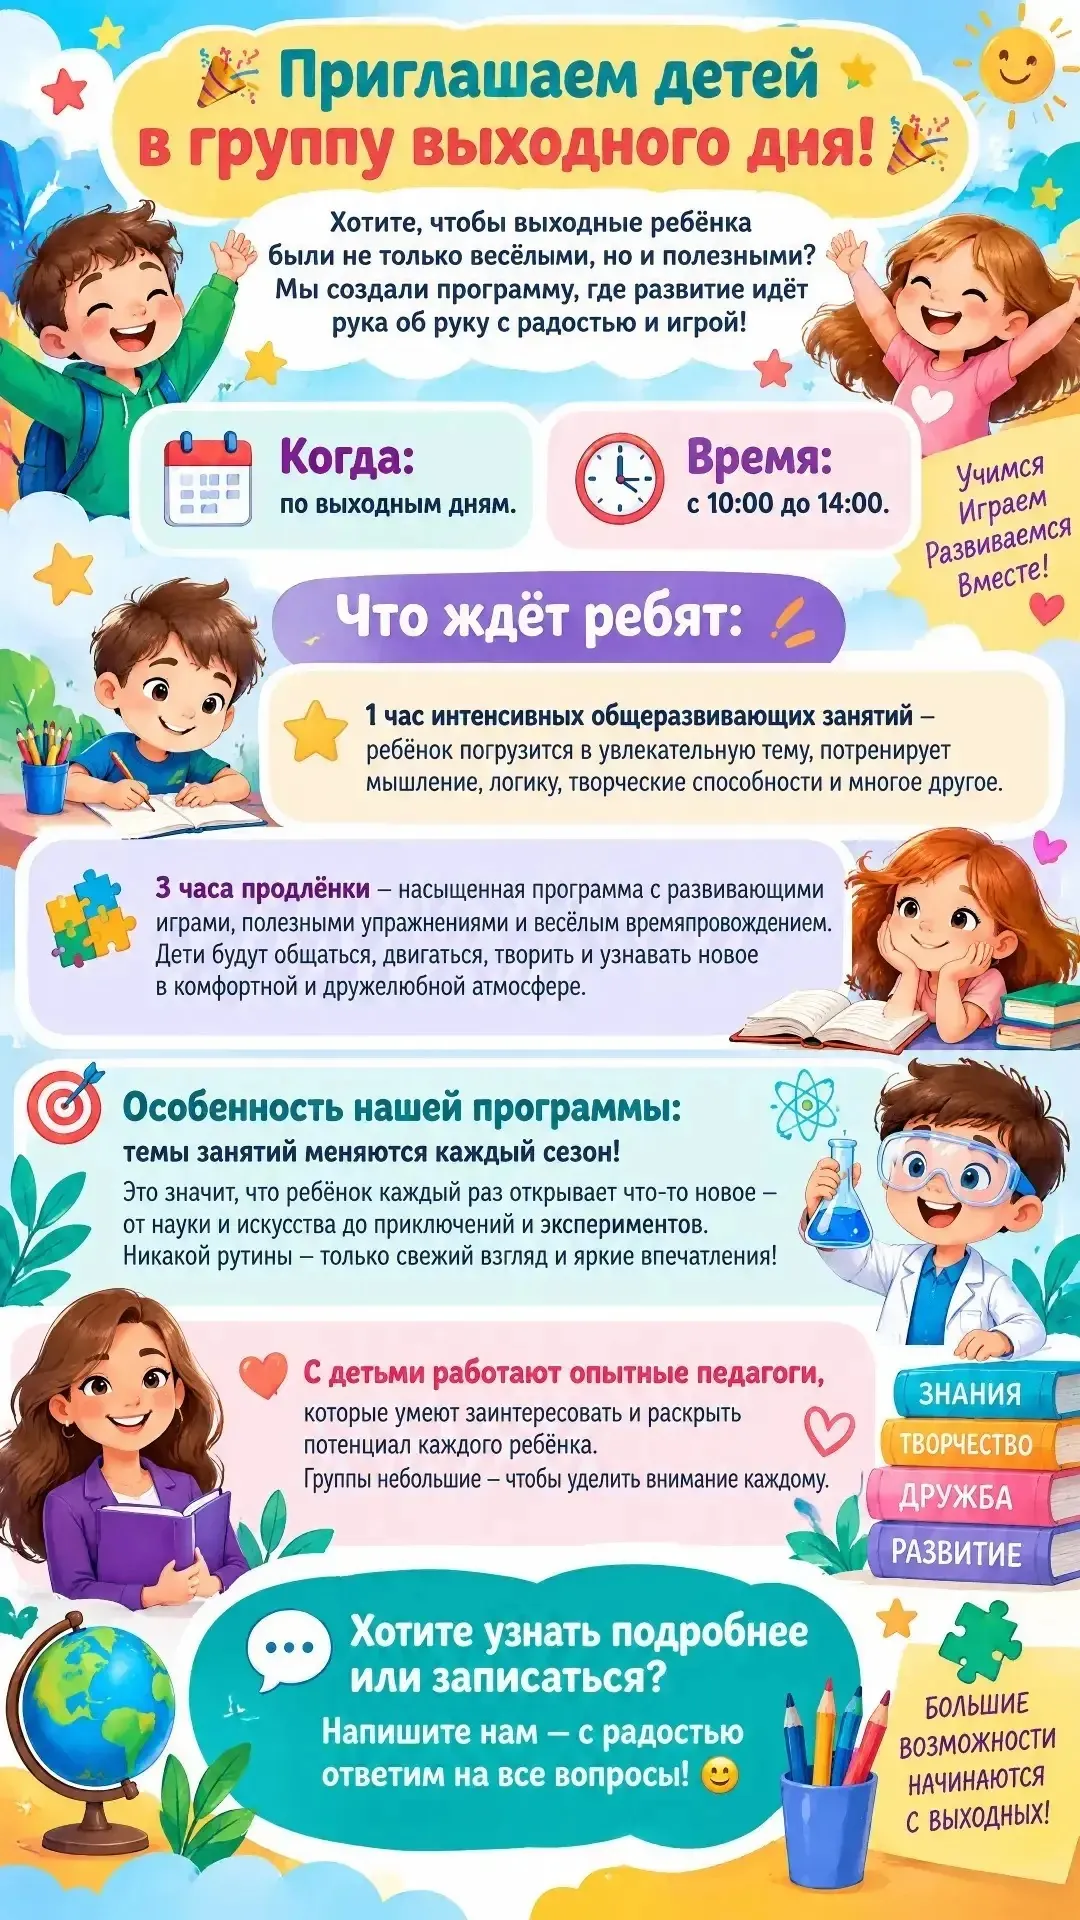 Приглашаем детей
в группу выходного дня!
Хотите, чтобы выходные ребёнка
были не только весёлыми, но и полезными?
Мы создали программу, где развитие идёт
рука об руку с радостью и игрой!
Когда:
по выходным дням.
Время:
с 10:00 до 14:00.
Учимся
Играем
Развиваемся
Вместе!
Что ждёт ребят:
1 час интенсивных общеразвивающих занятий –
ребёнок погрузится в увлекательную тему, потренирует
мышление, логику, творческие способности и многое другое.
3 часа продлёнки – насыщенная программа с развивающими
играми, полезными упражнениями и весёлым времяпровождением.
Дети будут общаться, двигаться, творить и узнавать новое
в комфортной и дружелюбной атмосфере.
Особенность нашей программы:
темы занятий меняются каждый сезон!
Это значит, что ребёнок каждый раз открывает что-то новое –
от науки и искусства до приключений и экспериментов.
Никакой рутины – только свежий взгляд и яркие впечатления!
С детьми работают опытные педагоги,
которые умеют заинтересовать и раскрыть
потенциал каждого ребёнка.
Группы небольшие – чтобы уделить внимание каждому.
ЗНАНИЯ
ТВОРЧЕСТВО
ДРУЖБА
РАЗВИТИЕ
Хотите узнать подробнее
или записаться?
Напишите нам – с радостью
ответим на все вопросы!
БОЛЬШИЕ
ВОЗМОЖНОСТИ
НАЧИНАЮТСЯ
С ВЫХОДНЫХ!